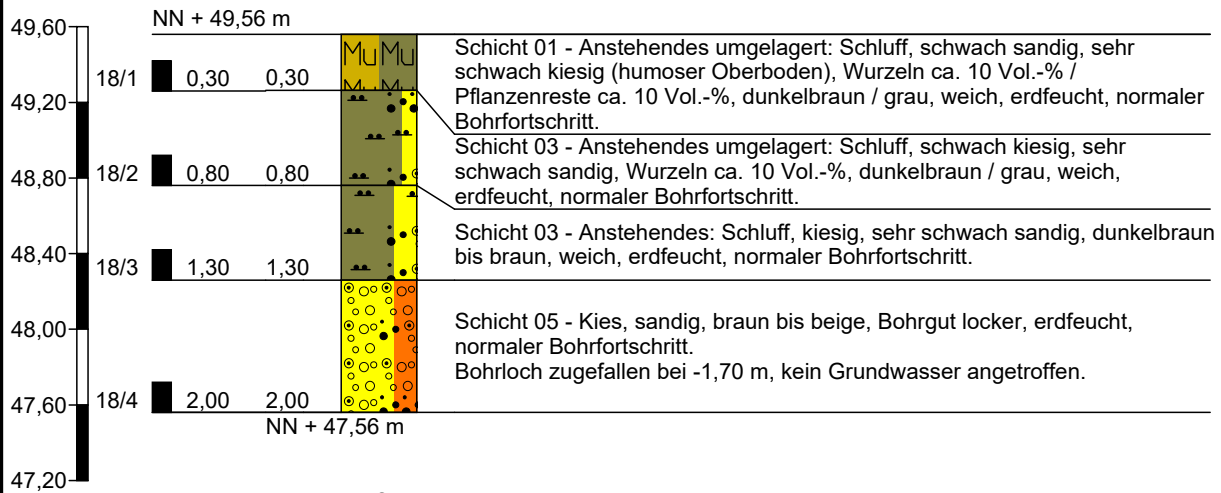 NN + 49,56 m
49,60
49,20
48,80
48,40
48,00
47,60
47,20
18/1 0,30 0,30
18/2 0,80 0,80
18/3 1,30 1,30
18/4 2,00 2,00
Mu Mu
Mu Mu
NN + 47,56 m
Schicht 01 - Anstehendes umgelagert: Schluff, schwach sandig, sehr
schwach kiesig (humoser Oberboden), Wurzeln ca. 10 Vol.-% /
Pflanzenreste ca. 10 Vol.-%, dunkelbraun / grau, weich, erdfeucht, normaler
Bohrfortschritt.
Schicht 03 - Anstehendes umgelagert: Schluff, schwach kiesig, sehr
schwach sandig, Wurzeln ca. 10 Vol.-%, dunkelbraun / grau, weich,
erdfeucht, normaler Bohrfortschritt.
Schicht 03 - Anstehendes: Schluff, kiesig, sehr schwach sandig, dunkelbraun
bis braun, weich, erdfeucht, normaler Bohrfortschritt.
Schicht 05 - Kies, sandig, braun bis beige, Bohrgut locker, erdfeucht,
normaler Bohrfortschritt.
Bohrloch zugefallen bei -1,70 m, kein Grundwasser angetroffen.